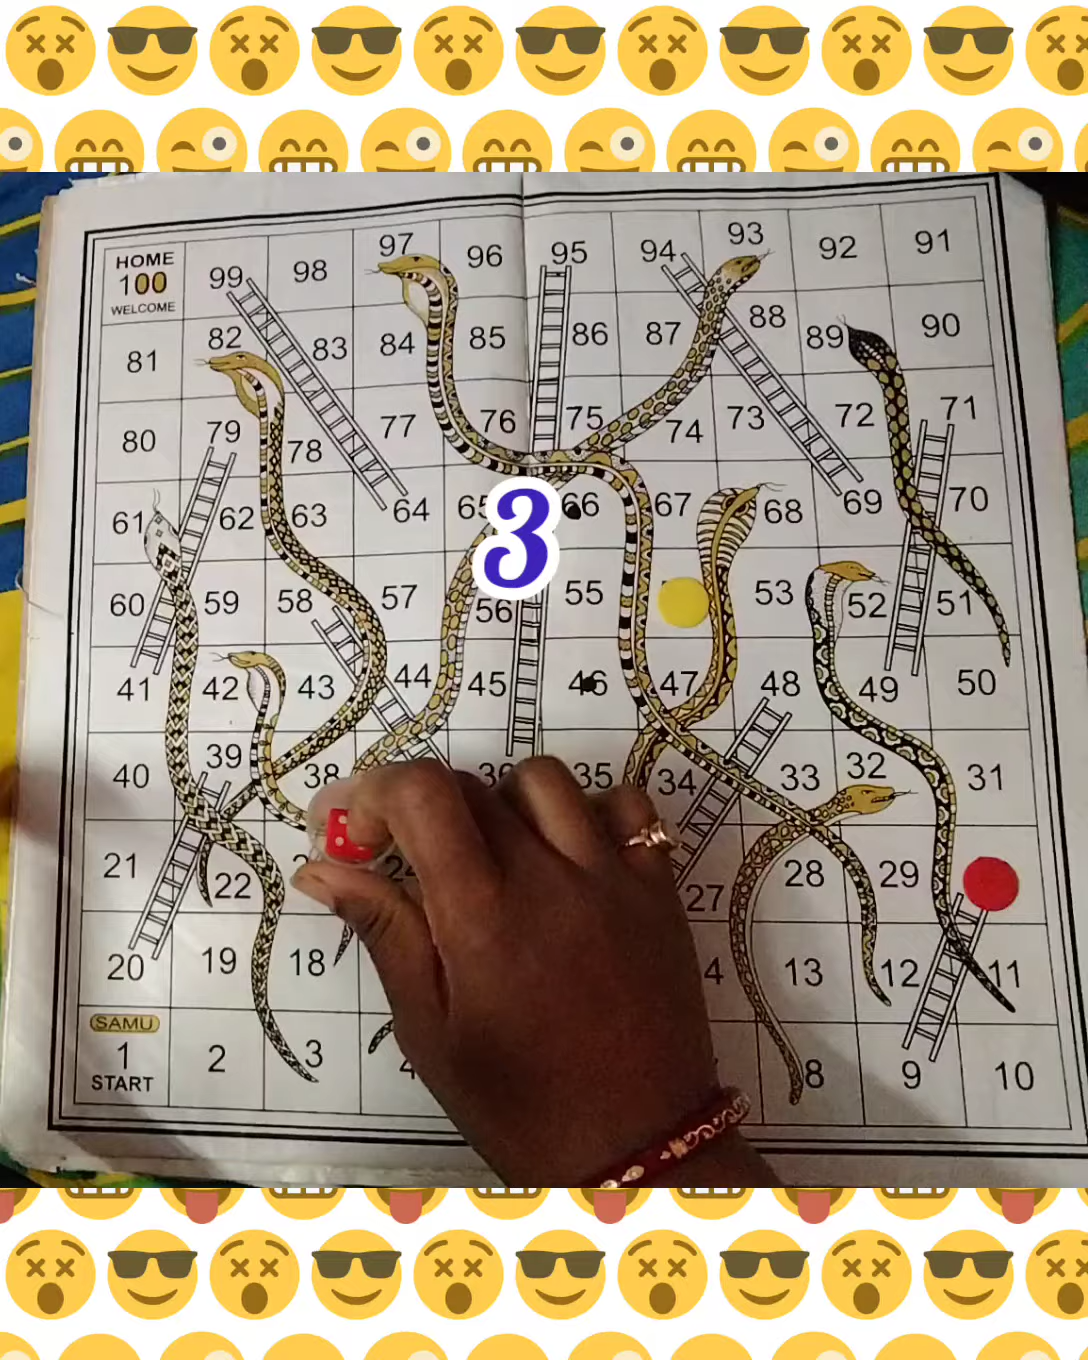 HOME
100
WELCOME
99 98 97 96 95 94 93 92 91
81 82 83 84 85 86 87 88 89 90
80 79 78 77 76 75 74 73 72 71
61 62 63 64 65 66 67 68 69 70
3
60 59 58 57 56 55 53 52 51
41 42 43 44 45 46 47 48 49 50
40 39 38 36 35 34 33 32 31
21 22 27 28 29
20 19 18 13 12 11
SAMU
1 2 3 4 8 9 10
START